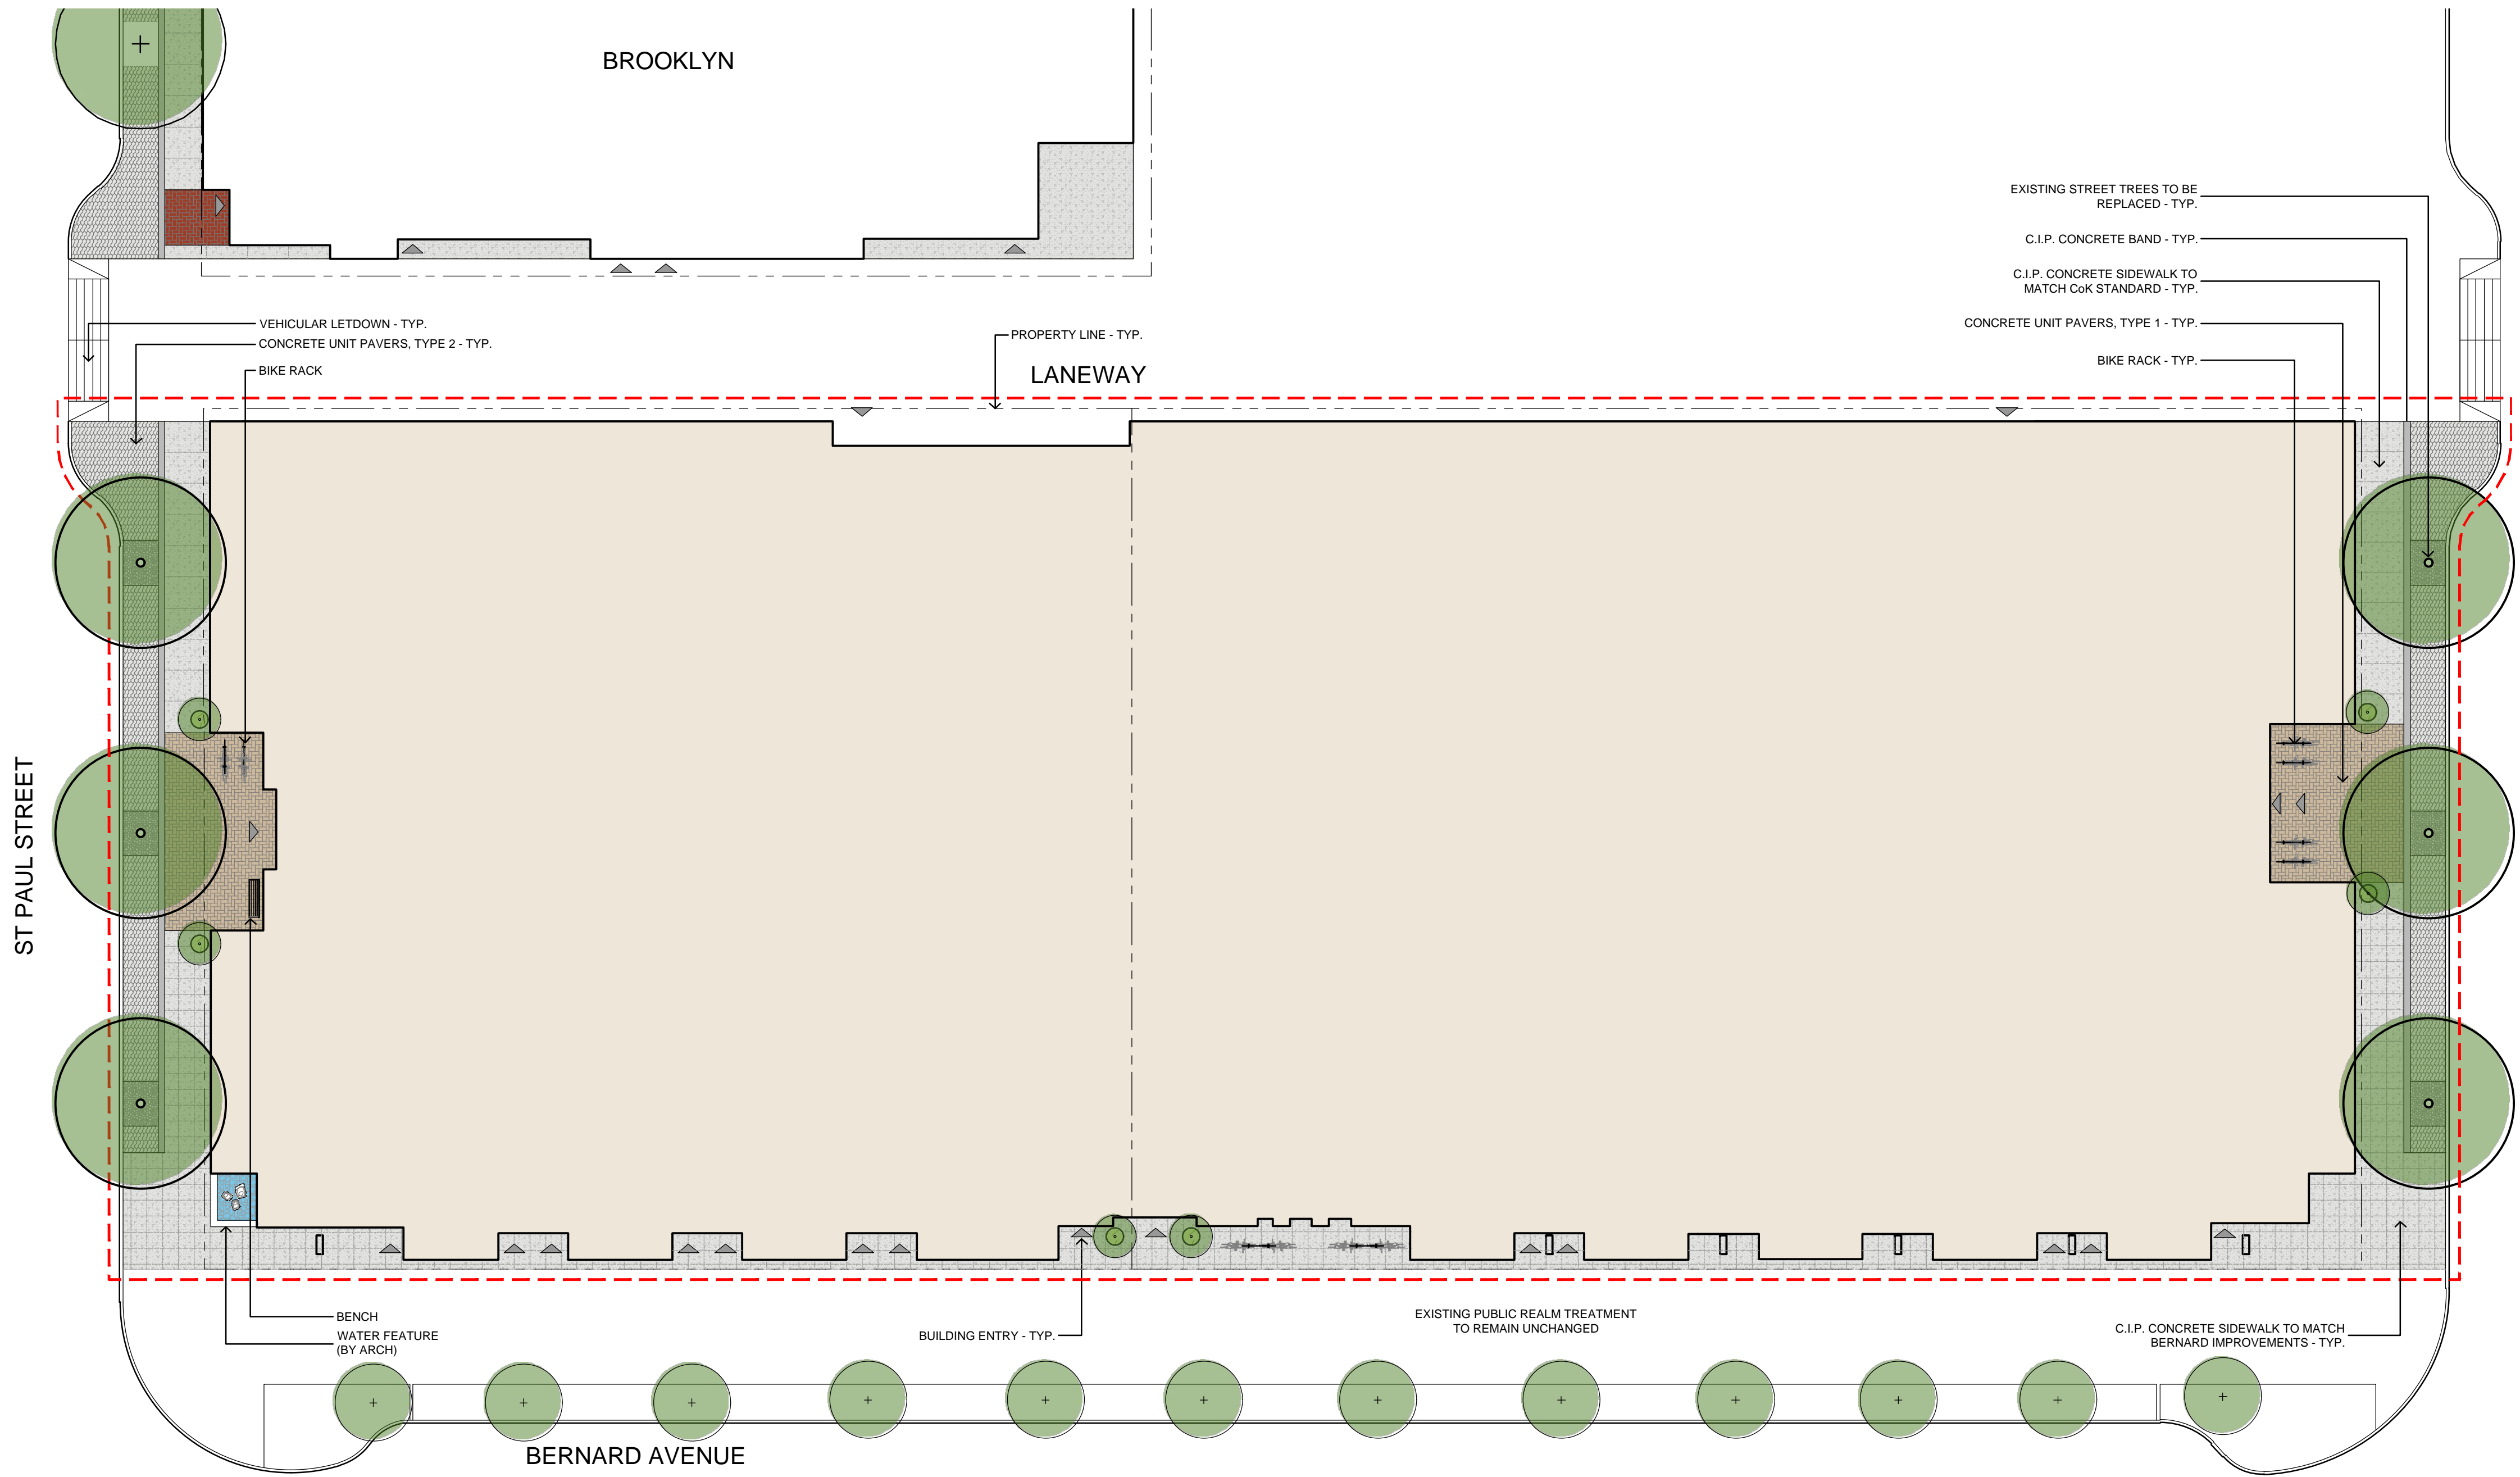 BROOKLYN
EXISTING STREET TREES TO BE
REPLACED - TYP.
C.I.P. CONCRETE BAND - TYP.
C.I.P. CONCRETE SIDEWALK TO
MATCH CoK STANDARD - TYP.
CONCRETE UNIT PAVERS, TYPE 1 - TYP.
BIKE RACK - TYP.
VEHICULAR LETDOWN - TYP.
CONCRETE UNIT PAVERS, TYPE 2 - TYP.
BIKE RACK
PROPERTY LINE - TYP.
LANEWAY
ST PAUL STREET
BENCH
WATER FEATURE
(BY ARCH)
BUILDING ENTRY - TYP.
EXISTING PUBLIC REALM TREATMENT
TO REMAIN UNCHANGED
C.I.P. CONCRETE SIDEWALK TO MATCH
BERNARD IMPROVEMENTS - TYP.
BERNARD AVENUE